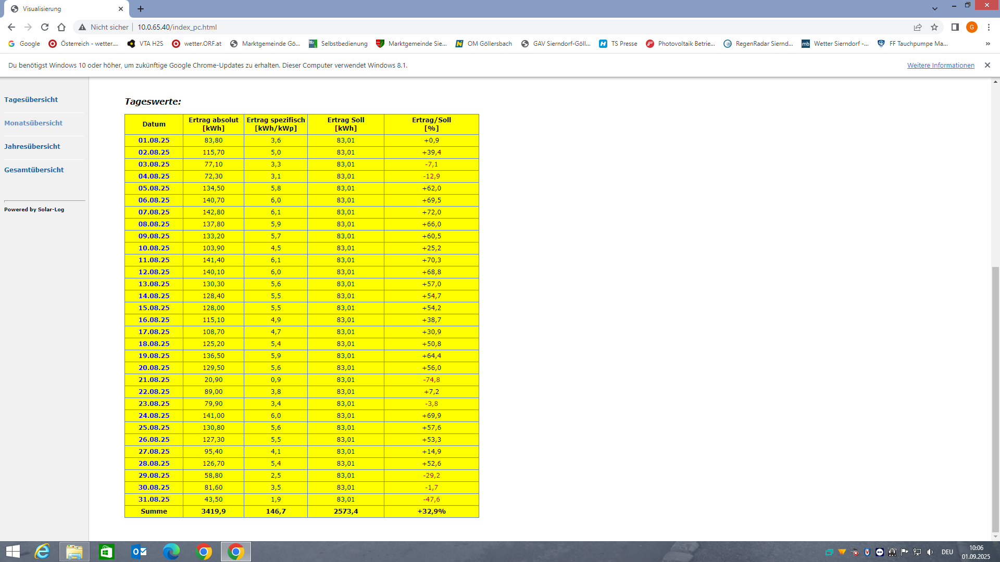 Visualisierung
Nicht sicher | 10.0.65.40/index_pc.html
G
Google Österreich - wetter.... VTA H2S wetter.ORF.at Marktgemeinde Gö... Selbstbedienung Marktgemeinde Sie... OM Göllersbach GAV Sierndorf-Göll... TS Presse Photovoltaik Betrie... RegenRadar Siernd... Wetter Sierndorf -... FF Tauchpumpe Ma... »
Du benötigst Windows 10 oder höher, um zukünftige Google Chrome-Updates zu erhalten. Dieser Computer verwendet Windows 8.1. Weitere Informationen
Tagesübersicht
Monatsübersicht
Jahresübersicht
Gesamtübersicht
Powered by Solar-Log
Tageswerte:
Datum Ertrag absolut [kWh] Ertrag spezifisch [kWh/kWp] Ertrag Soll [kWh] Ertrag/Soll [%]
01.08.25 83,80 3,6 83,01 +0,9
02.08.25 115,70 5,0 83,01 +39,4
03.08.25 77,10 3,3 83,01 -7,1
04.08.25 72,30 3,1 83,01 -12,9
05.08.25 134,50 5,8 83,01 +62,0
06.08.25 140,70 6,0 83,01 +69,5
07.08.25 142,80 6,1 83,01 +72,0
08.08.25 137,80 5,9 83,01 +66,0
09.08.25 133,20 5,7 83,01 +60,5
10.08.25 103,90 4,5 83,01 +25,2
11.08.25 141,40 6,1 83,01 +70,3
12.08.25 140,10 6,0 83,01 +68,8
13.08.25 130,30 5,6 83,01 +57,0
14.08.25 128,40 5,5 83,01 +54,7
15.08.25 128,00 5,5 83,01 +54,2
16.08.25 115,10 4,9 83,01 +38,7
17.08.25 108,70 4,7 83,01 +30,9
18.08.25 125,20 5,4 83,01 +50,8
19.08.25 136,50 5,9 83,01 +64,4
20.08.25 129,50 5,6 83,01 +56,0
21.08.25 20,90 0,9 83,01 -74,8
22.08.25 89,00 3,8 83,01 +7,2
23.08.25 79,90 3,4 83,01 -3,8
24.08.25 141,00 6,0 83,01 +69,9
25.08.25 130,80 5,6 83,01 +57,6
26.08.25 127,30 5,5 83,01 +53,3
27.08.25 95,40 4,1 83,01 +14,9
28.08.25 126,70 5,4 83,01 +52,6
29.08.25 58,80 2,5 83,01 -29,2
30.08.25 81,60 3,5 83,01 -1,7
31.08.25 43,50 1,9 83,01 -47,6
Summe 3419,9 146,7 2573,4 +32,9%
DEU
10:06
01.09.2025